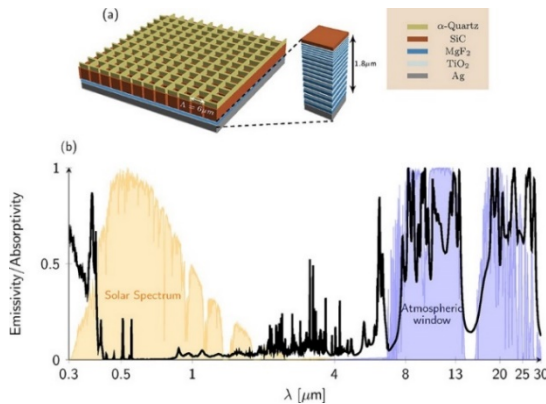 (a)
α-Quartz
SiC
MgF₂
TiO₂
Ag
1.8μm
Λ = 6μm
(b)
Emissivity/Absorptivity
1
0.5
0
Solar Spectrum
Atmospheric
window
0.3 0.5 1 4 8 13 20 25 30
λ [μm]